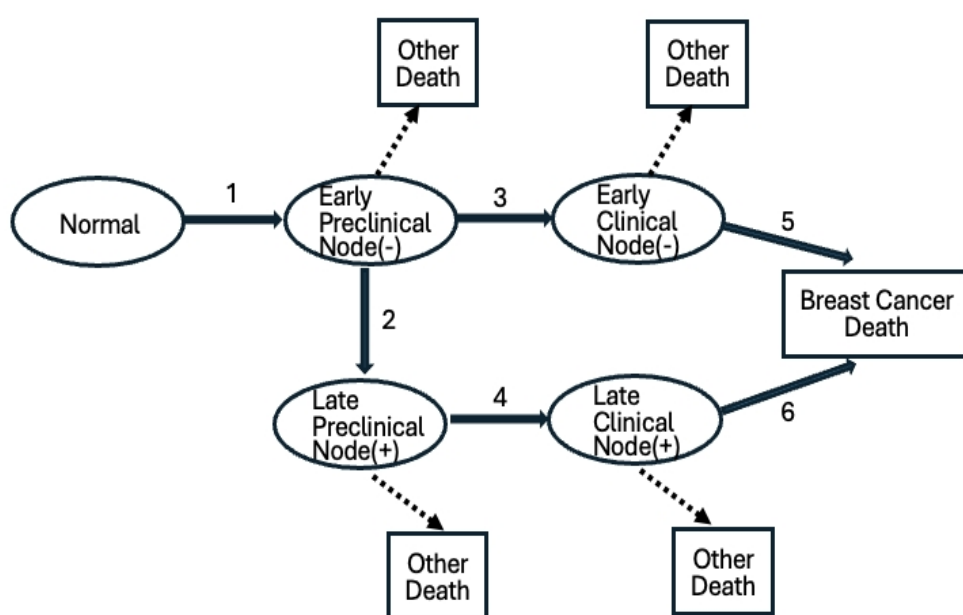 Other
Death
Other
Death
1
Normal
Early
Preclinical
Node(-)
3
Early
Clinical
Node(-)
5
Breast Cancer
Death
2
Late
Preclinical
Node(+)
4
Late
Clinical
Node(+)
6
Other
Death
Other
Death